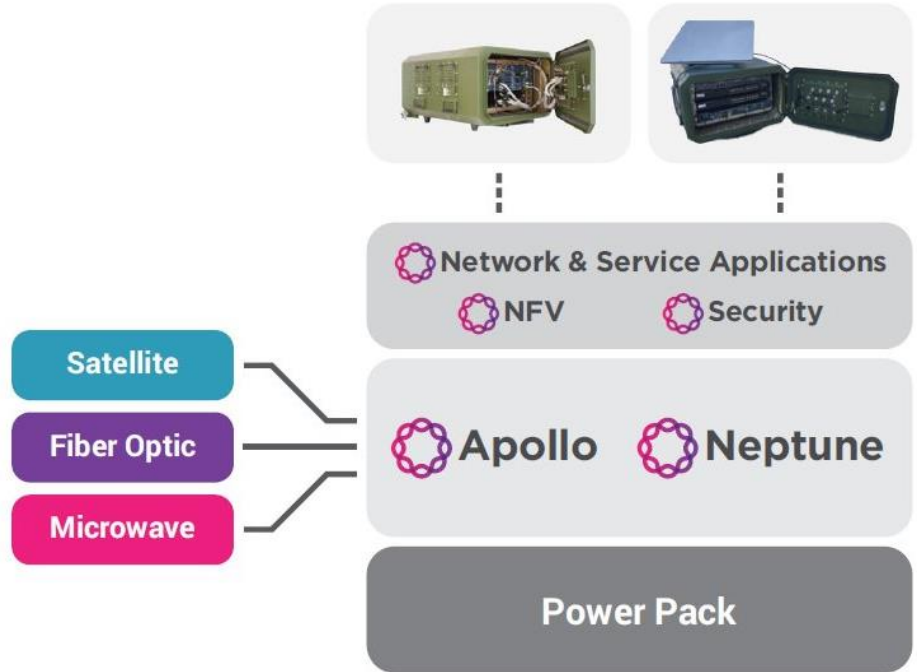 Network & Service Applications
NFV
Security
Satellite
Fiber Optic
Microwave
Apollo
Neptune
Power Pack